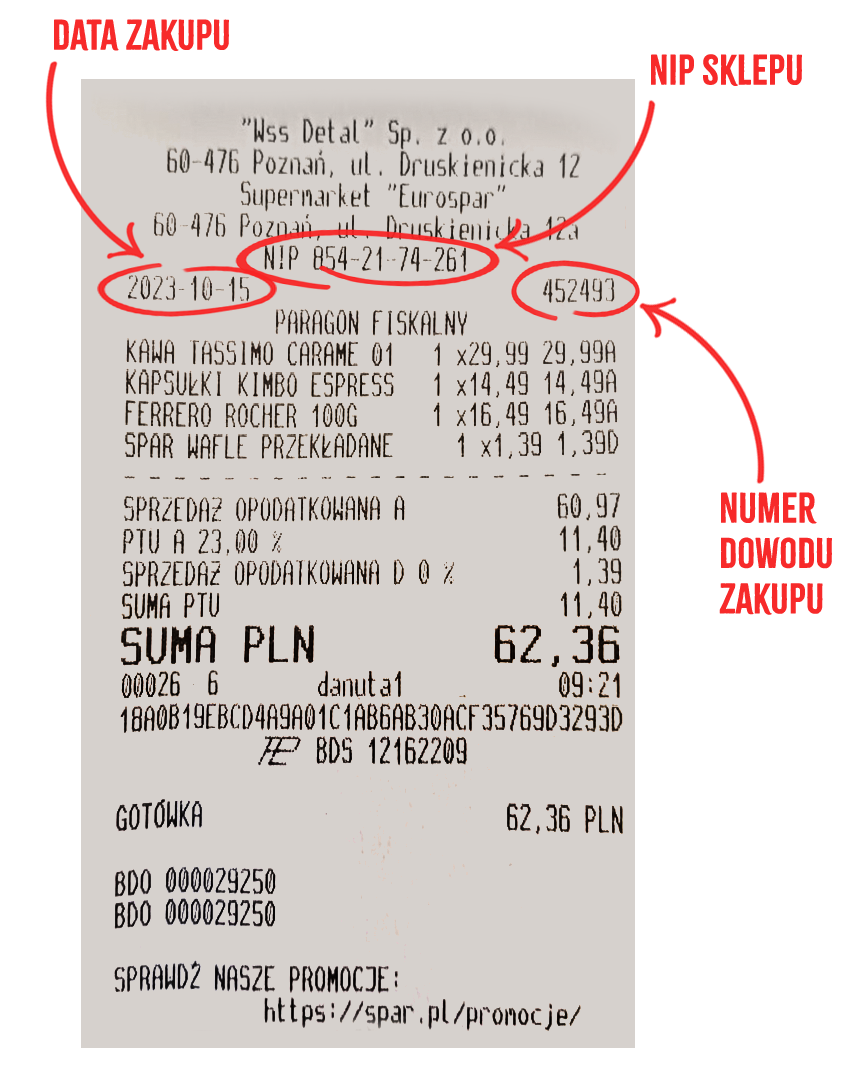 DATA ZAKUPU
NIP SKLEPU
"Wss Detal" Sp. z o.o.
60-476 Poznań, ul. Druskienicka 12
Supermarket "Eurospar"
60-476 Poznań, ul. Druskienicka 12a
NIP 854-21-74-261
2023-10-15 452493
PARAGON FISKALNY
KAWA TASSIMO CARAME 01 1 x29,99 29,99A
KAPSUŁKI KIMBO ESPRESS 1 x14,49 14,49A
FERRERO ROCHER 100G 1 x16,49 16,49A
SPAR WAFLE PRZEKŁADANE 1 x1,39 1,39D
NUMER
DOWODU
ZAKUPU
SPRZEDAŻ OPODATKOWANA A 60,97
PTU A 23,00 % 11,40
SPRZEDAŻ OPODATKOWANA D 0 % 1,39
SUMA PTU 11,40
SUMA PLN 62,36
00026 6 danuta1 09:21
18A0B19EBCD4A9A01C1AB6AB30ACF35769D3293D
BDS 12162209
GOTÓWKA 62,36 PLN
BDO 000029250
BDO 000029250
SPRAWDŹ NASZE PROMOCJE:
https://spar.pl/promocje/